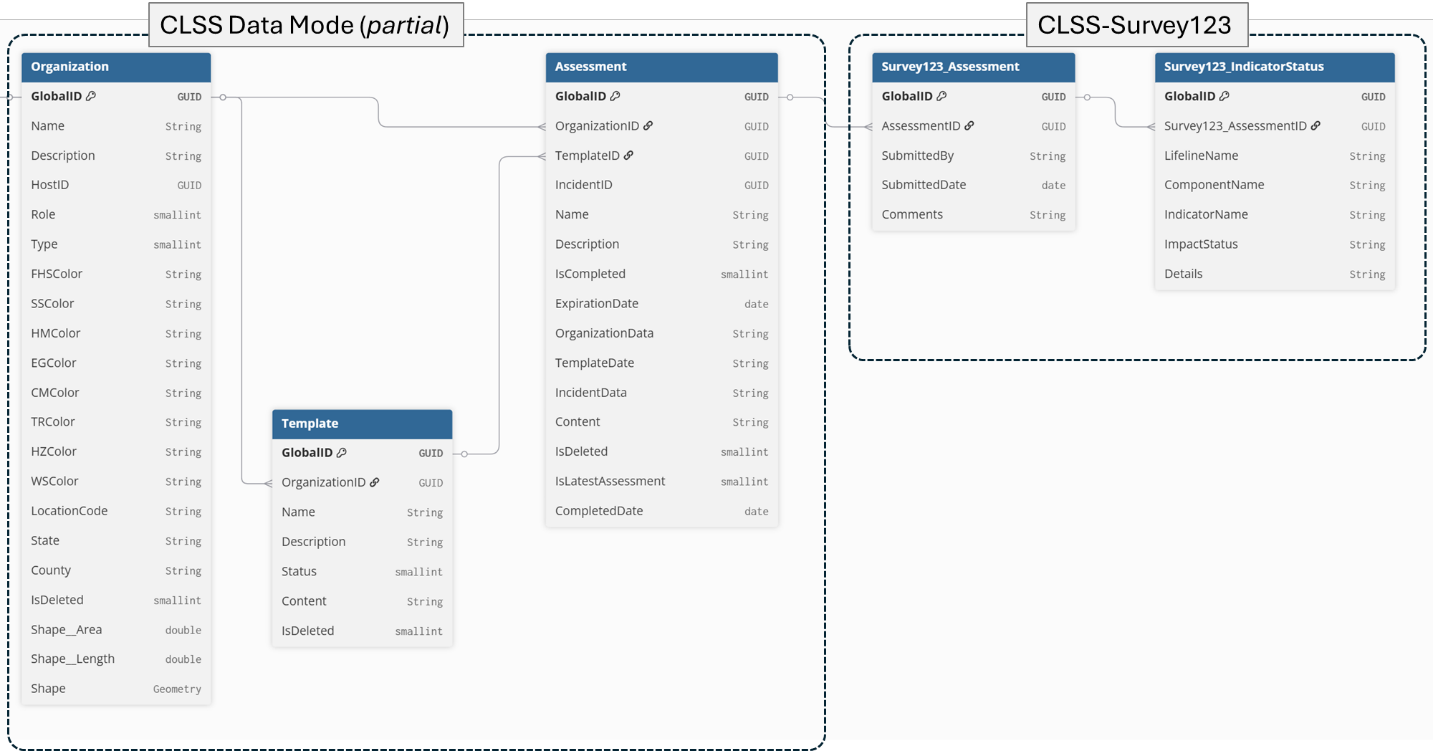 CLSS Data Mode (partial)
CLSS-Survey123
Organization
GlobalID GUID
Name String
Description String
HostID GUID
Role smallint
Type smallint
FHSColor String
SSColor String
HMColor String
EGColor String
CMColor String
TRColor String
HZColor String
WSColor String
LocationCode String
State String
County String
IsDeleted smallint
Shape__Area double
Shape__Length double
Shape Geometry
Template
GlobalID GUID
OrganizationID GUID
Name String
Description String
Status smallint
Content String
IsDeleted smallint
Assessment
GlobalID GUID
OrganizationID GUID
TemplateID GUID
IncidentID GUID
Name String
Description String
IsCompleted smallint
ExpirationDate date
OrganizationData String
TemplateDate String
IncidentData String
Content String
IsDeleted smallint
IsLatestAssessment smallint
CompletedDate date
Survey123_Assessment
GlobalID GUID
AssessmentID GUID
SubmittedBy String
SubmittedDate date
Comments String
Survey123_IndicatorStatus
GlobalID GUID
Survey123_AssessmentID GUID
LifelineName String
ComponentName String
IndicatorName String
ImpactStatus String
Details String